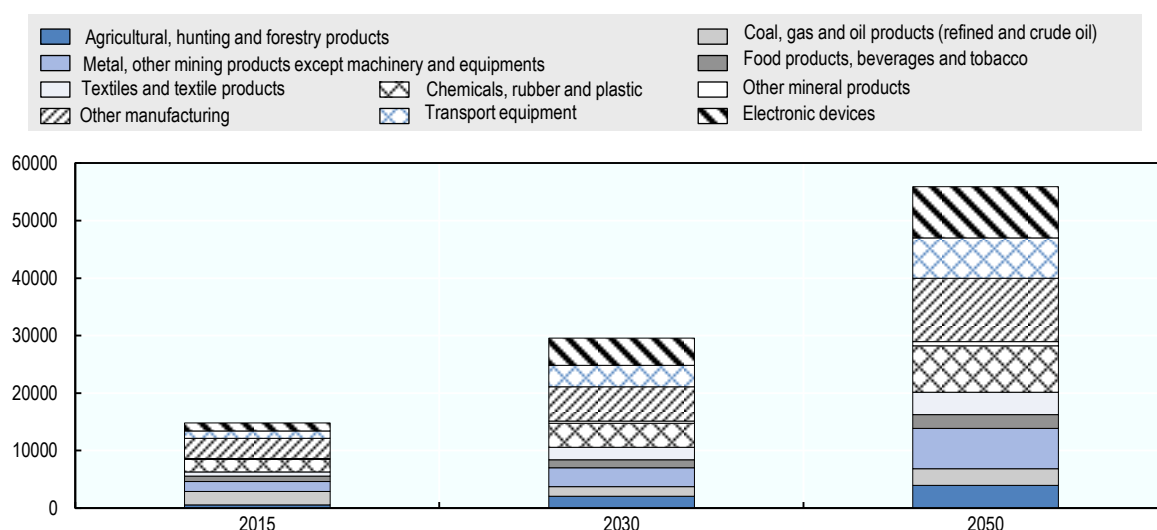 Agricultural, hunting and forestry products
Coal, gas and oil products (refined and crude oil)
Metal, other mining products except machinery and equipments
Food products, beverages and tobacco
Textiles and textile products
Chemicals, rubber and plastic
Other mineral products
Other manufacturing
Transport equipment
Electronic devices
60000
50000
40000
30000
20000
10000
0
2015
2030
2050